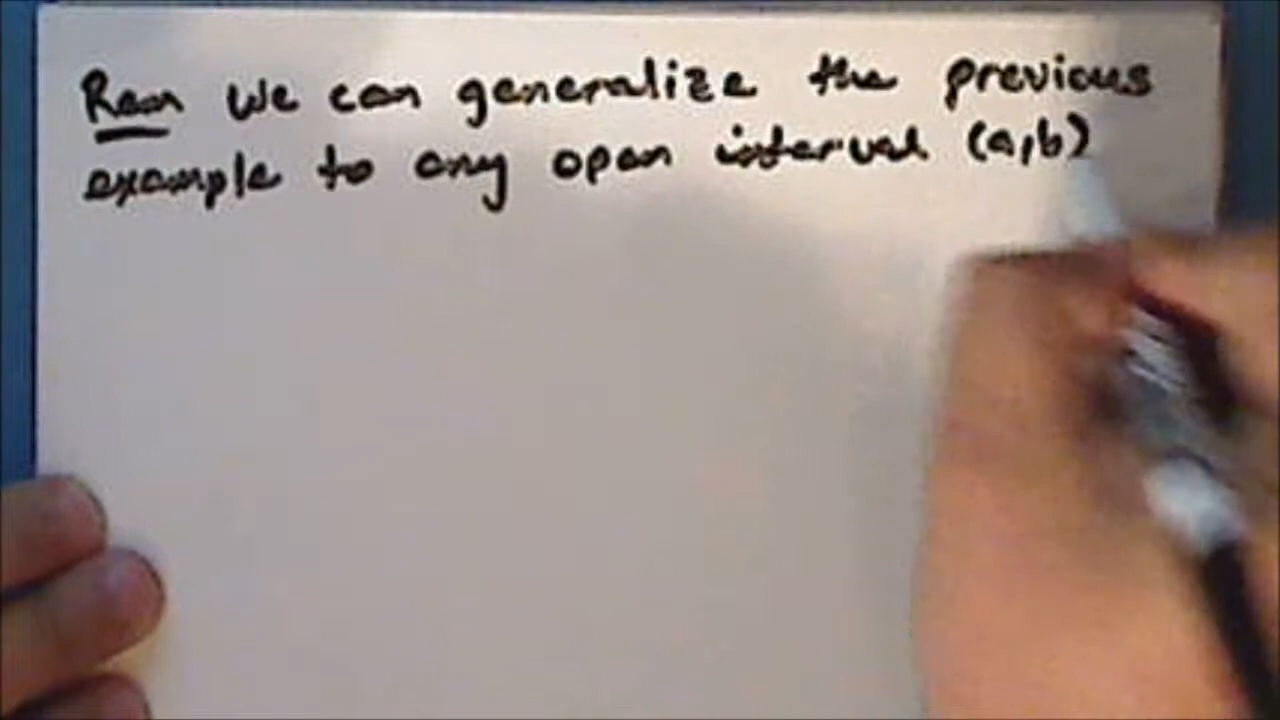 Rem We can generalize the previous
example to any open interval (a,b)